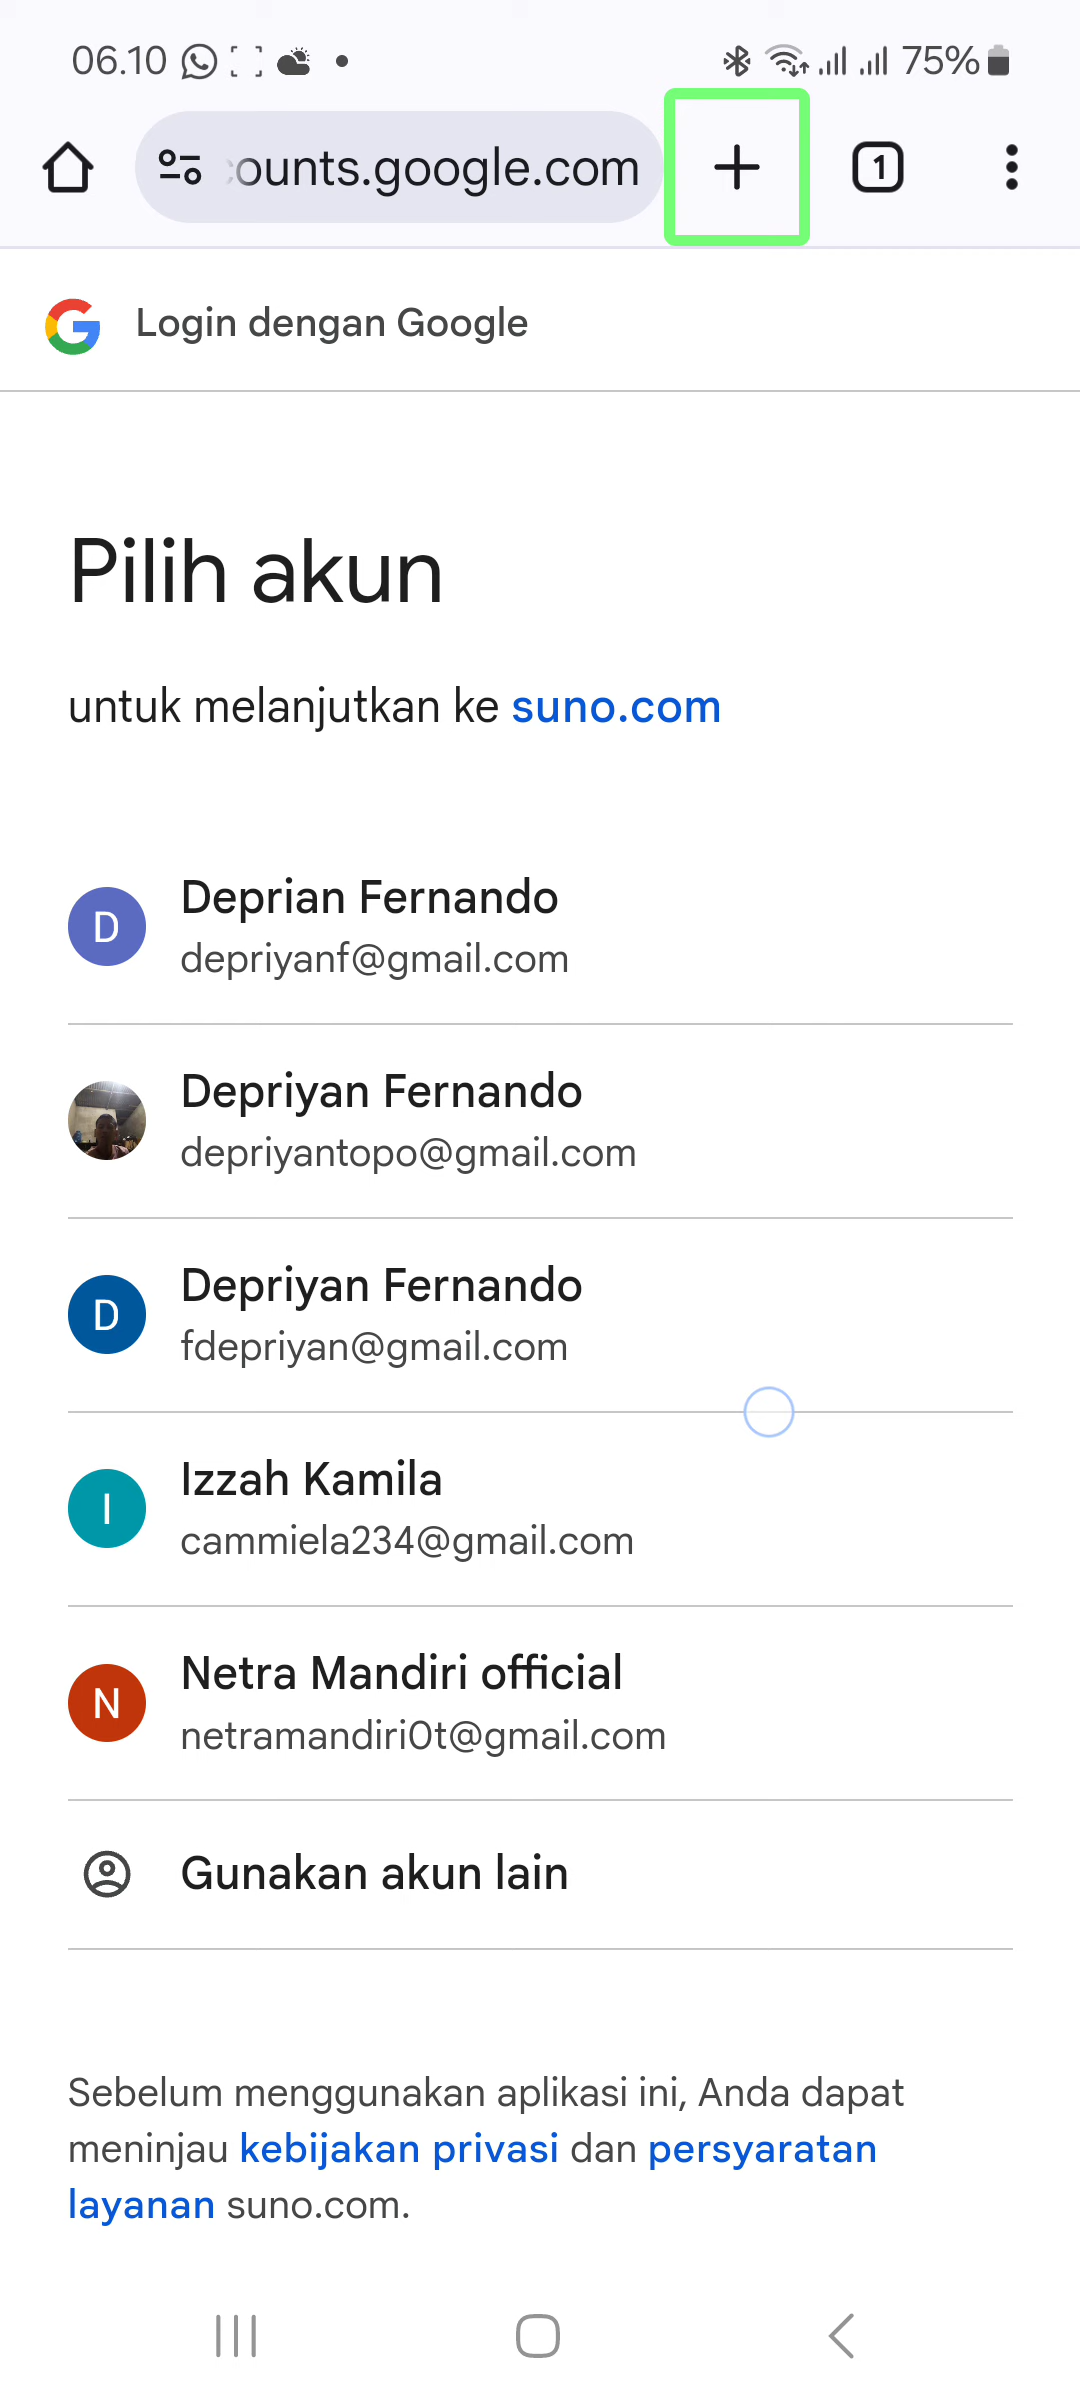 06.10 75%
ounts.google.com 1
Login dengan Google
Pilih akun
untuk melanjutkan ke suno.com
D
Deprian Fernando
depriyanf@gmail.com
Depriyan Fernando
depriyantopo@gmail.com
D
Depriyan Fernando
fdepriyan@gmail.com
I
Izzah Kamila
cammiela234@gmail.com
N
Netra Mandiri official
netramandiri0t@gmail.com
Gunakan akun lain
Sebelum menggunakan aplikasi ini, Anda dapat
meninjau kebijakan privasi dan persyaratan
layanan suno.com.